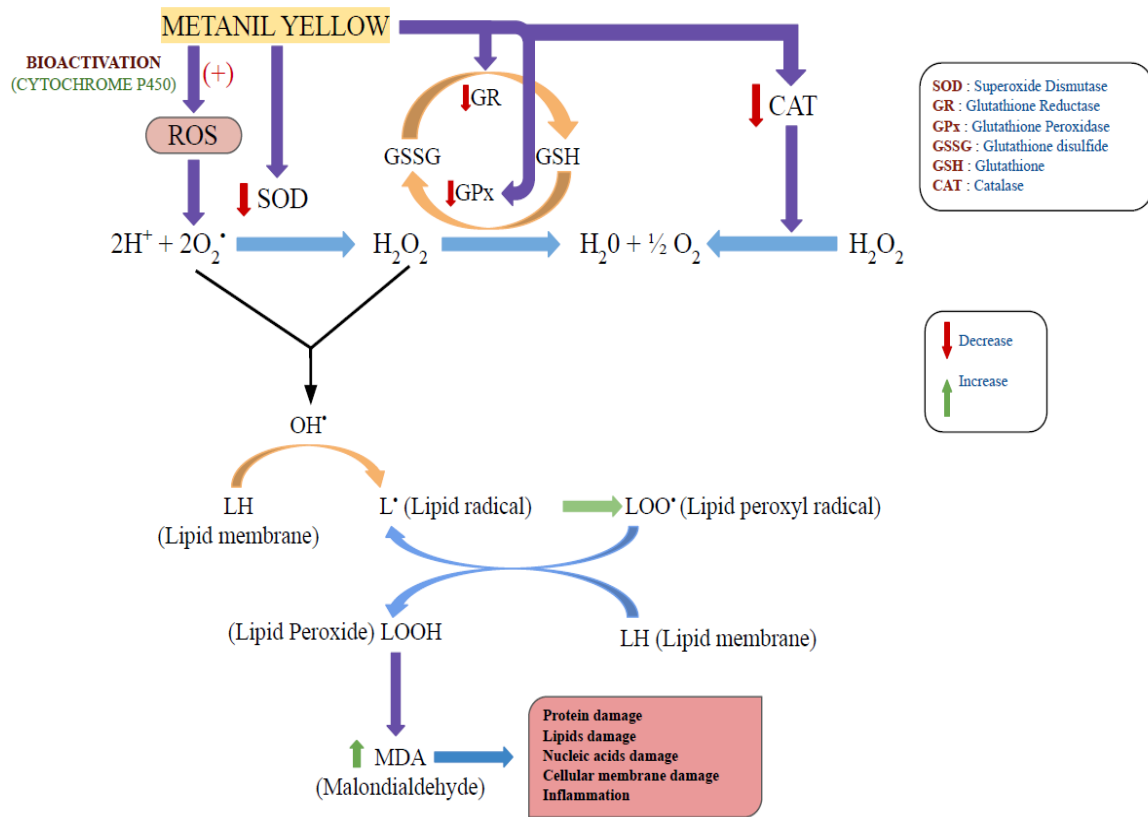 METANIL YELLOW
BIOACTIVATION
(CYTOCHROME P450)
(+)
ROS
SOD
GR
GSSG
GSH
GPx
CAT
2H⁺ + 2O₂•
H₂O₂
H₂0 + ½ O₂
H₂O₂
SOD : Superoxide Dismutase
GR : Glutathione Reductase
GPx : Glutathione Peroxidase
GSSG : Glutathione disulfide
GSH : Glutathione
CAT : Catalase
Decrease
Increase
OH•
LH
(Lipid membrane)
L• (Lipid radical)
LOO• (Lipid peroxyl radical)
(Lipid Peroxide) LOOH
LH (Lipid membrane)
MDA
(Malondialdehyde)
Protein damage
Lipids damage
Nucleic acids damage
Cellular membrane damage
Inflammation